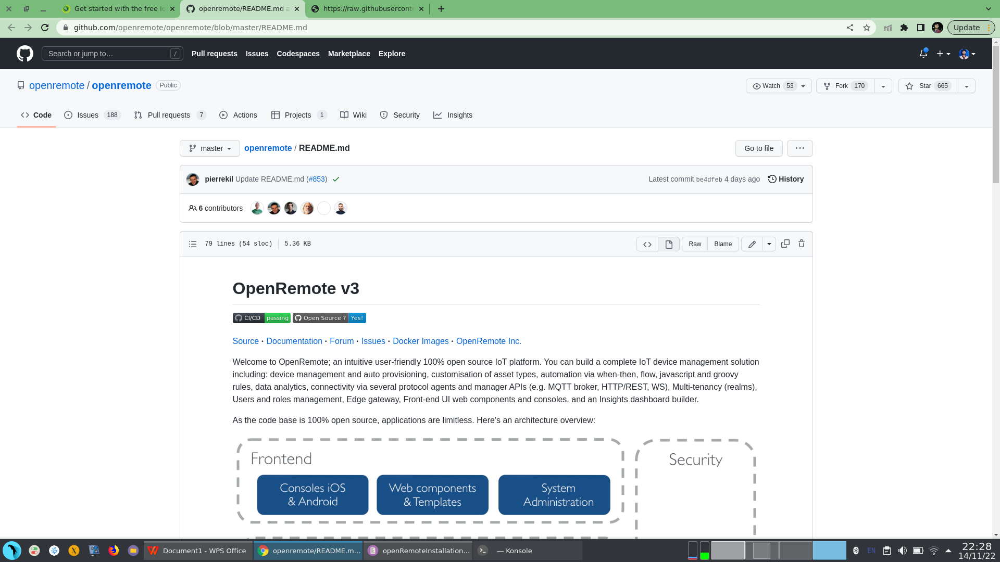 Get started with the free Io
openremote/README.md a
https://raw.githubuserconte
github.com/openremote/openremote/blob/master/README.md
Update
Search or jump to…
/
Pull requests
Issues
Codespaces
Marketplace
Explore
openremote / openremote
Public
Watch 53
Fork 170
Star 665
Code
Issues 188
Pull requests 7
Actions
Projects 1
Wiki
Security
Insights
master
openremote / README.md
Go to file
pierrekil Update README.md (#853)
Latest commit be4dfeb 4 days ago
History
6 contributors
79 lines (54 sloc)
5.36 KB
Raw
Blame
OpenRemote v3
CI/CD passing
Open Source ? Yes!
Source · Documentation · Forum · Issues · Docker Images · OpenRemote Inc.
Welcome to OpenRemote; an intuitive user-friendly 100% open source IoT platform. You can build a complete IoT device management solution
including: device management and auto provisioning, customisation of asset types, automation via when-then, flow, javascript and groovy
rules, data analytics, connectivity via several protocol agents and manager APIs (e.g. MQTT broker, HTTP/REST, WS), Multi-tenancy (realms),
Users and roles management, Edge gateway, Front-end UI web components and consoles, and an Insights dashboard builder.
As the code base is 100% open source, applications are limitless. Here's an architecture overview:
Frontend
Security
Consoles iOS
& Android
Web components
& Templates
System
Administration
Document1 - WPS Office
openremote/README.m...
openRemoteInstallation...
— Konsole
EN
22:28
14/11/22